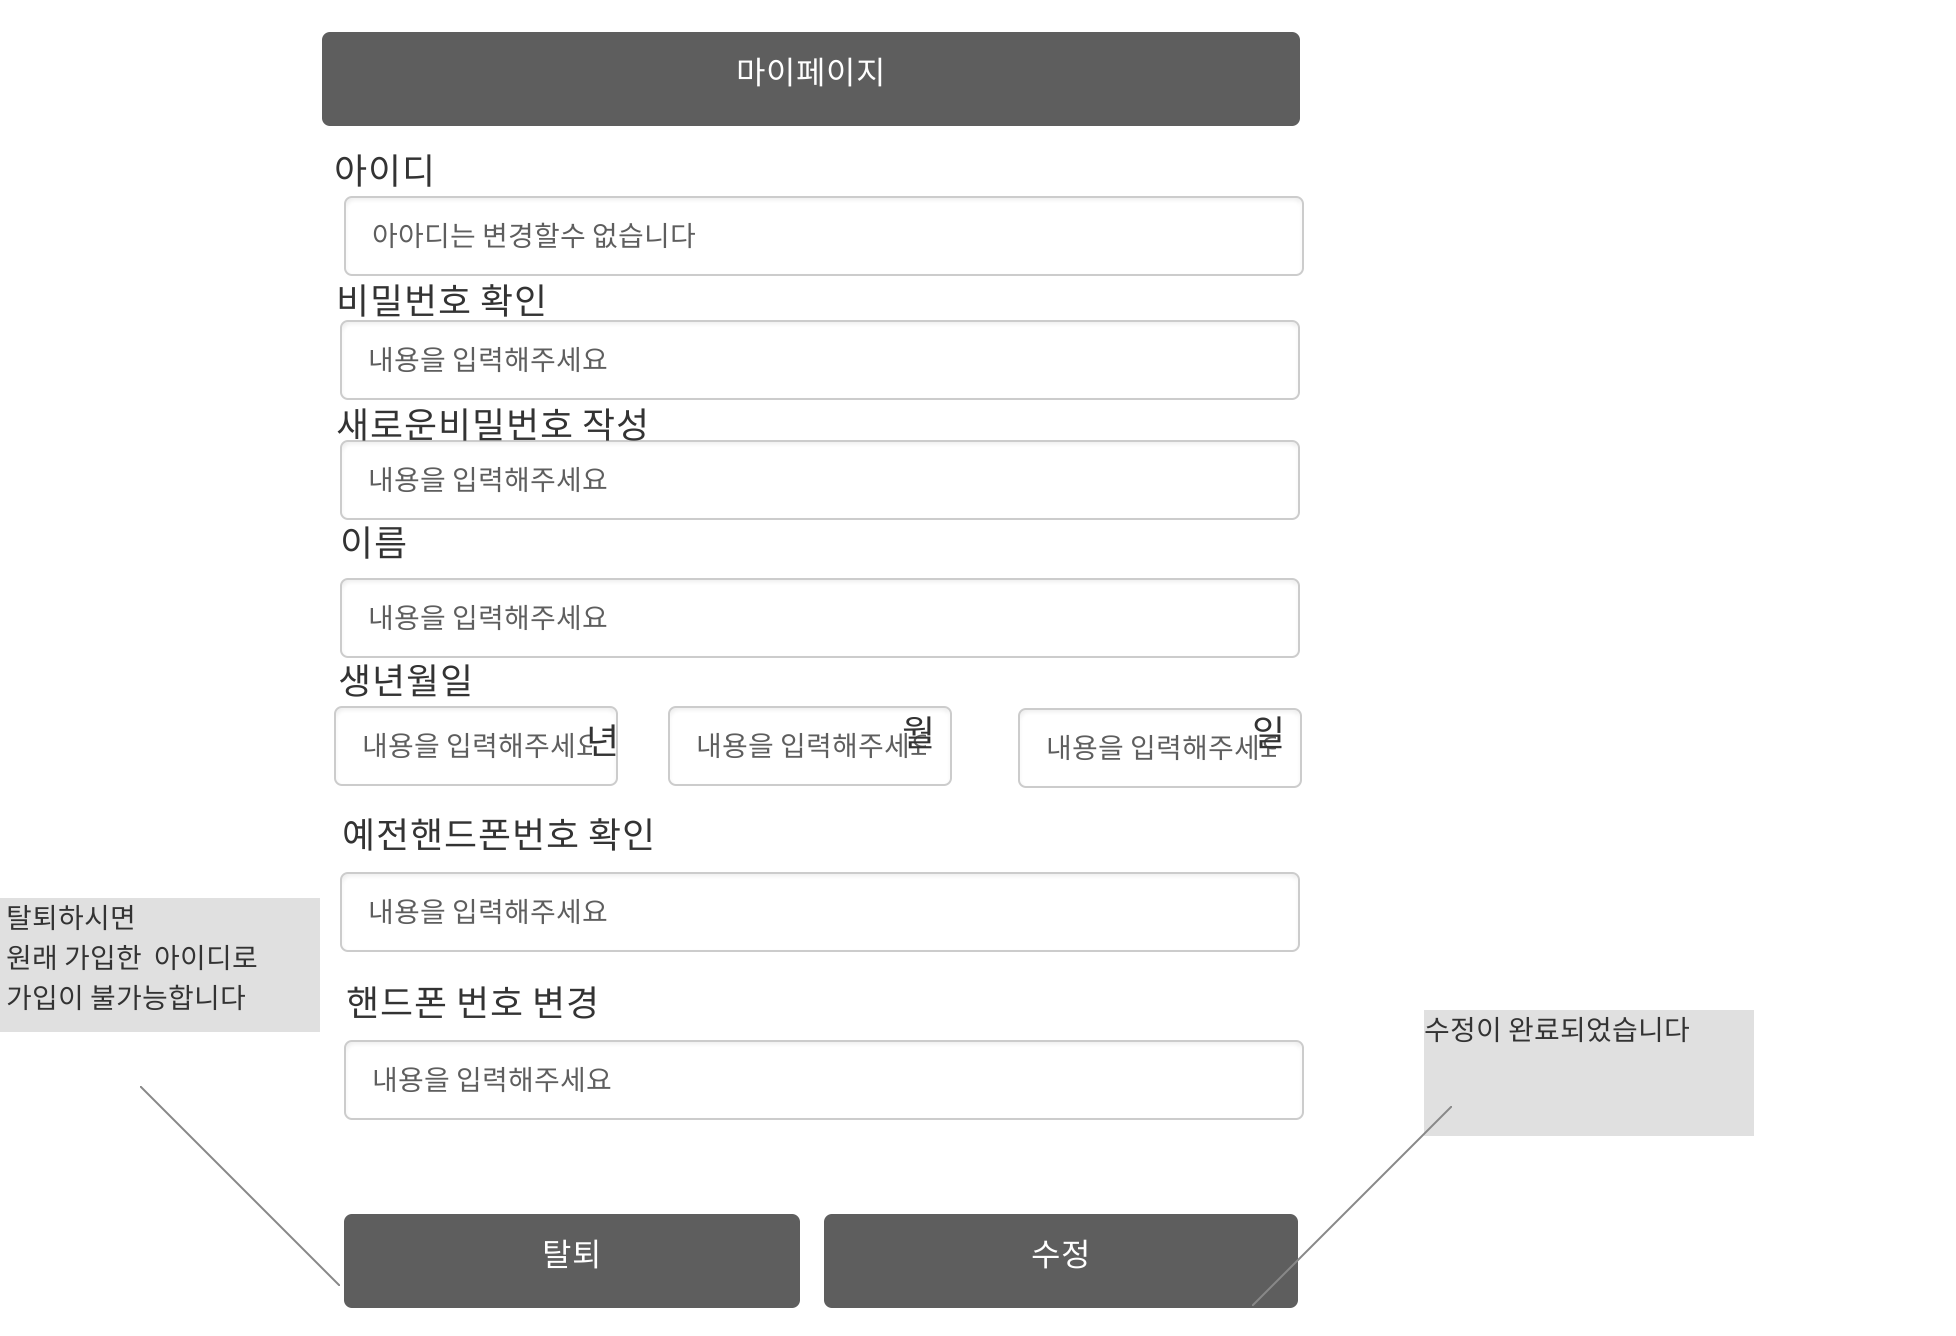 마이페이지
아이디
아아디는 변경할수 없습니다
비밀번호 확인
내용을 입력해주세요
새로운비밀번호 작성
내용을 입력해주세요
이름
내용을 입력해주세요
생년월일
내용을 입력해주세요 년
내용을 입력해주세요 월
내용을 입력해주세요 일
예전핸드폰번호 확인
내용을 입력해주세요
탈퇴하시면
원래 가입한 아이디로
가입이 불가능합니다
핸드폰 번호 변경
내용을 입력해주세요
수정이 완료되었습니다
탈퇴
수정